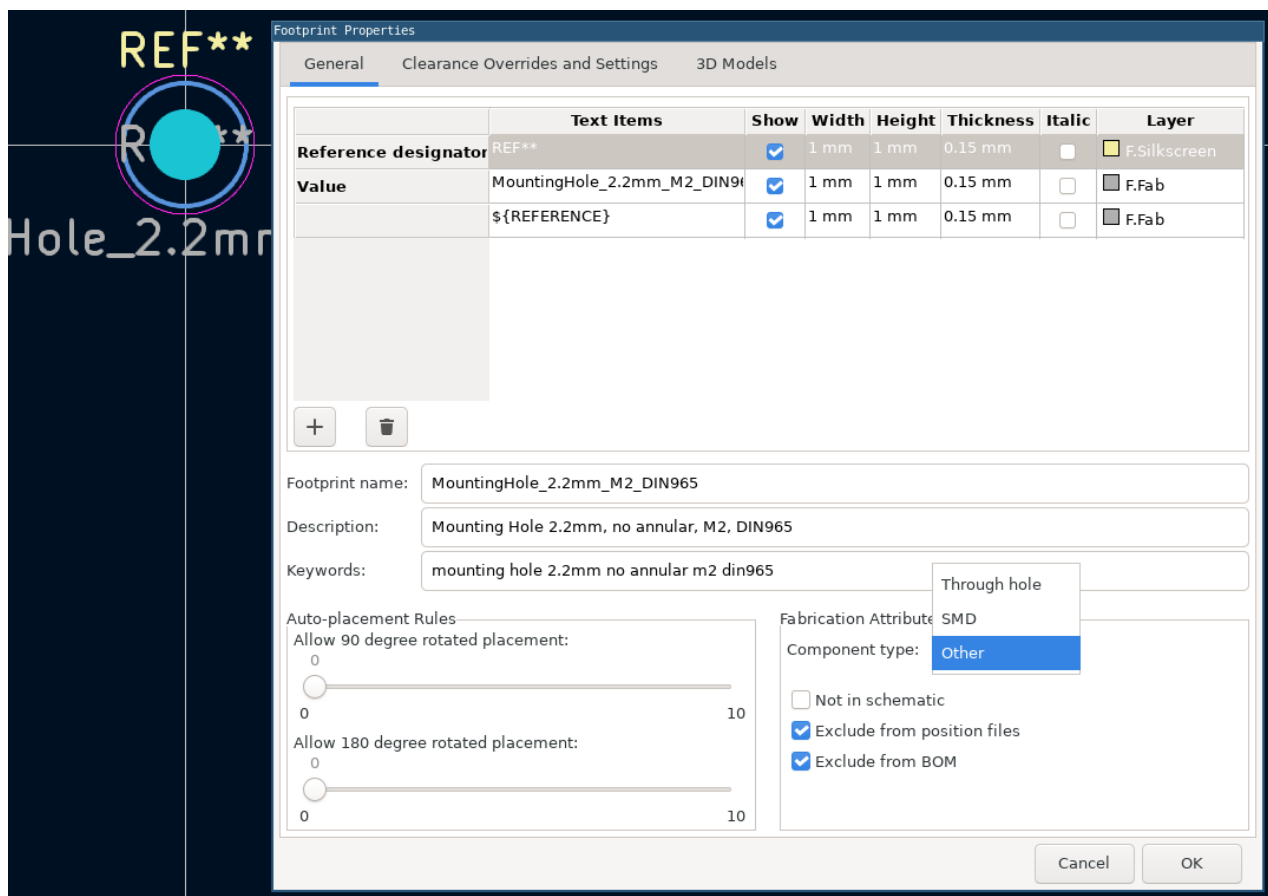 REF**
Footprint Properties
General Clearance Overrides and Settings 3D Models
Text Items Show Width Height Thickness Italic Layer
Reference designator REF** 1 mm 1 mm 0.15 mm F.Silkscreen
Value MountingHole_2.2mm_M2_DIN96 1 mm 1 mm 0.15 mm F.Fab
${REFERENCE} 1 mm 1 mm 0.15 mm F.Fab
R**
Hole_2.2m
+
Footprint name: MountingHole_2.2mm_M2_DIN965
Description: Mounting Hole 2.2mm, no annular, M2, DIN965
Keywords: mounting hole 2.2mm no annular m2 din965
Through hole
SMD
Other
Auto-placement Rules
Allow 90 degree rotated placement:
0
0 10
Allow 180 degree rotated placement:
0
0 10
Fabrication Attribute
Component type:
Not in schematic
Exclude from position files
Exclude from BOM
Cancel OK